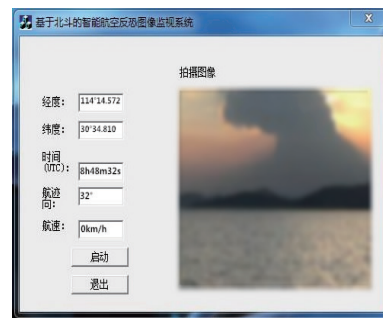 基于北斗的智能航空反恐图像监视系统
X
拍摄图像
经度： 114°14.572
纬度： 30°34.810
时间
（UTC）： 8h48m32s
航迹
向： 32°
航速： 0km/h
启动
退出